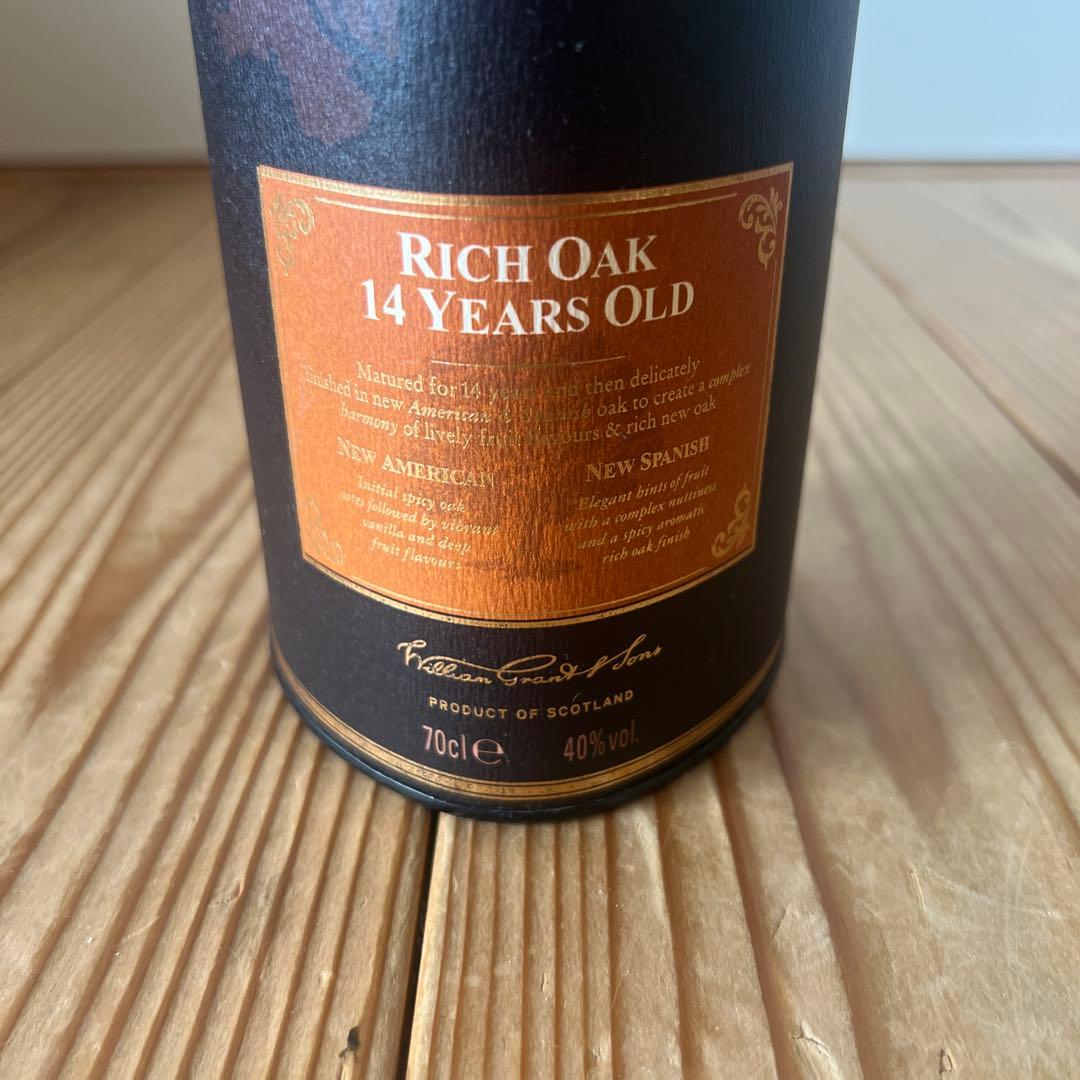 RICH OAK
14 YEARS OLD
Matured for 14 years and then delicately
finished in new American & Spanish oak to create a complex
harmony of lively fruit flavours & rich new oak
NEW AMERICAN
Initial spicy oak
notes followed by vibrant
vanilla and deep
fruit flavours
NEW SPANISH
Elegant hints of fruit
with a complex nuttiness
and a spicy aromatic
rich oak finish
William Grant & Sons
PRODUCT OF SCOTLAND
70cl ℮ 40% vol.